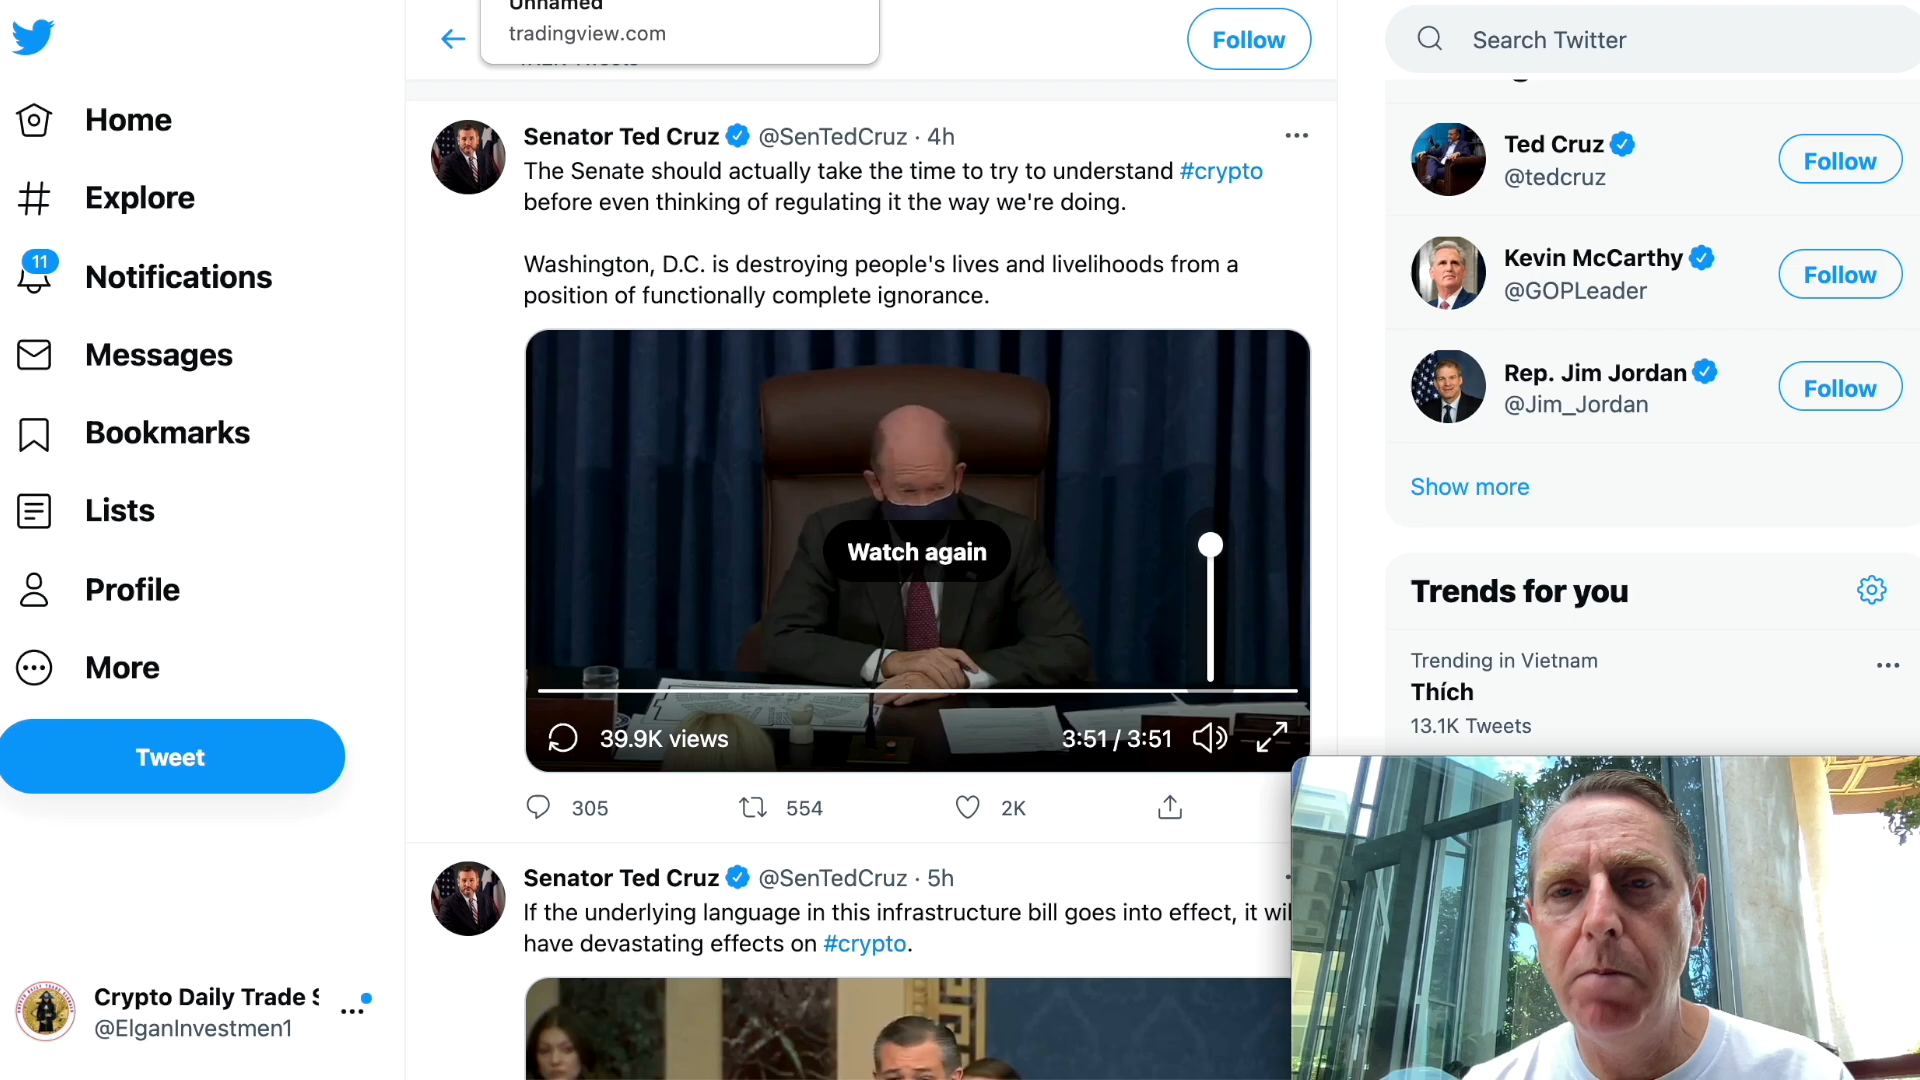 Unnamed
tradingview.com
Follow
Search Twitter
Home
Explore
11
Notifications
Messages
Bookmarks
Lists
Profile
More
Tweet
Crypto Daily Trade S
@ElganInvestmen1
Senator Ted Cruz @SenTedCruz · 4h
The Senate should actually take the time to try to understand #crypto
before even thinking of regulating it the way we're doing.
Washington, D.C. is destroying people's lives and livelihoods from a
position of functionally complete ignorance.
Watch again
39.9K views
3:51 / 3:51
305
554
2K
Senator Ted Cruz @SenTedCruz · 5h
If the underlying language in this infrastructure bill goes into effect, it wil
have devastating effects on #crypto.
Ted Cruz
@tedcruz
Follow
Kevin McCarthy
@GOPLeader
Follow
Rep. Jim Jordan
@Jim_Jordan
Follow
Show more
Trends for you
Trending in Vietnam
Thích
13.1K Tweets